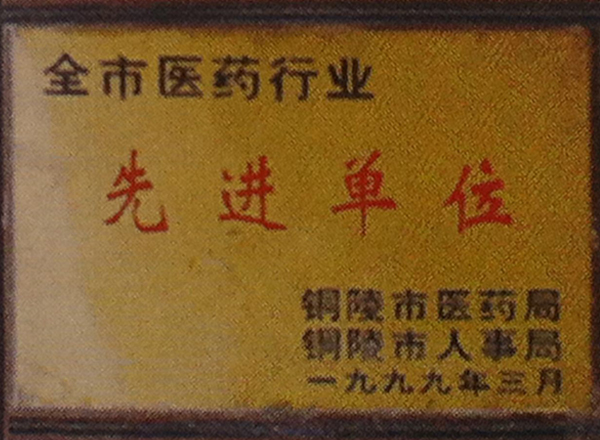 全市医药行业
先进单位
铜陵市医药局
铜陵市人事局
一九九九年三月